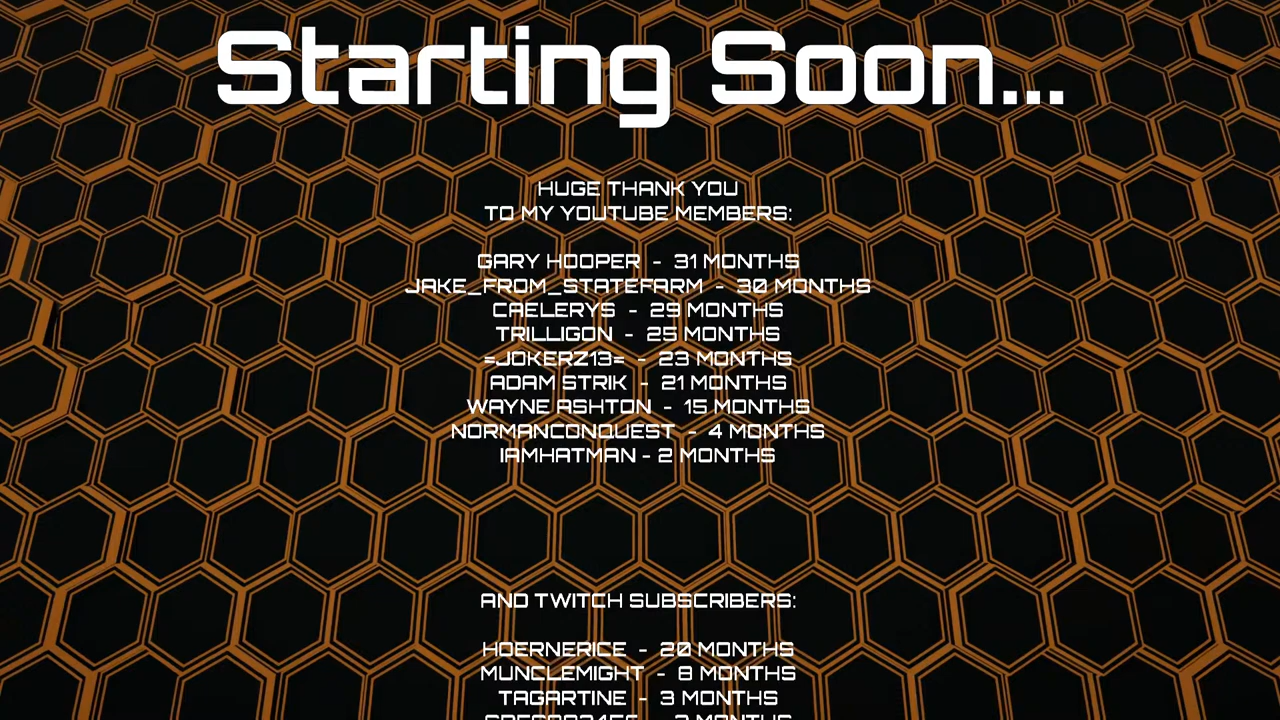 Starting Soon...
HUGE THANK YOU
TO MY YOUTUBE MEMBERS:
GARY HOOPER - 31 MONTHS
JAKE_FROM_STATEFARM - 30 MONTHS
CAELERYS - 29 MONTHS
TRILLIGON - 25 MONTHS
=JOKERZ13= - 23 MONTHS
ADAM STRIK - 21 MONTHS
WAYNE ASHTON - 15 MONTHS
NORMANCONQUEST - 4 MONTHS
IAMHATMAN - 2 MONTHS
AND TWITCH SUBSCRIBERS:
HOERNERICE - 20 MONTHS
MUNCLEMIGHT - 8 MONTHS
TAGARTINE - 3 MONTHS